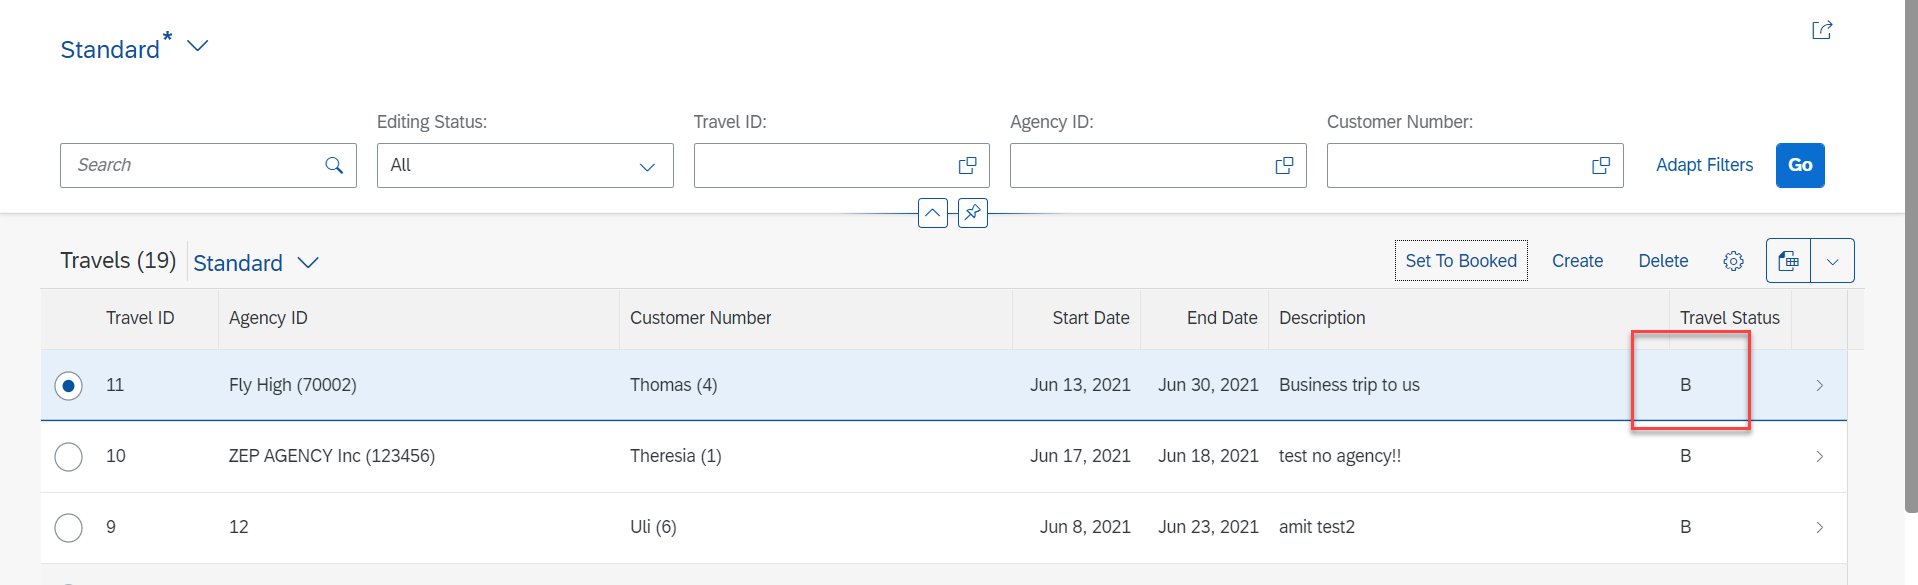 Standard*
Editing Status:
Travel ID:
Agency ID:
Customer Number:
Search
All
Adapt Filters
Go
Travels (19)
Standard
Set To Booked
Create
Delete
Travel ID
Agency ID
Customer Number
Start Date
End Date
Description
Travel Status
11
Fly High (70002)
Thomas (4)
Jun 13, 2021
Jun 30, 2021
Business trip to us
B
10
ZEP AGENCY Inc (123456)
Theresia (1)
Jun 17, 2021
Jun 18, 2021
test no agency!!
B
9
12
Uli (6)
Jun 8, 2021
Jun 23, 2021
amit test2
B